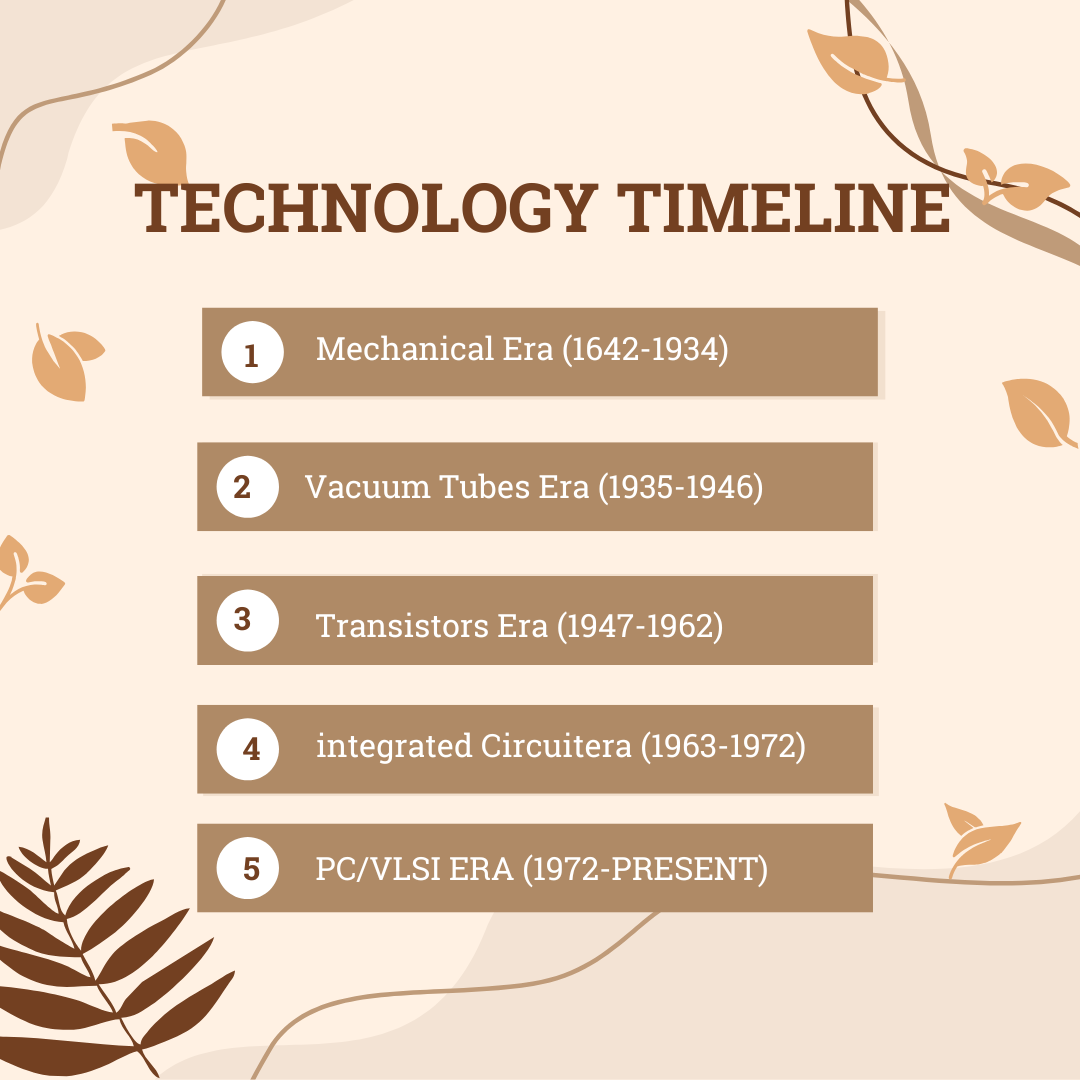 TECHNOLOGY TIMELINE
1 Mechanical Era (1642-1934)
2 Vacuum Tubes Era (1935-1946)
3 Transistors Era (1947-1962)
4 integrated Circuitera (1963-1972)
5 PC/VLSI ERA (1972-PRESENT)